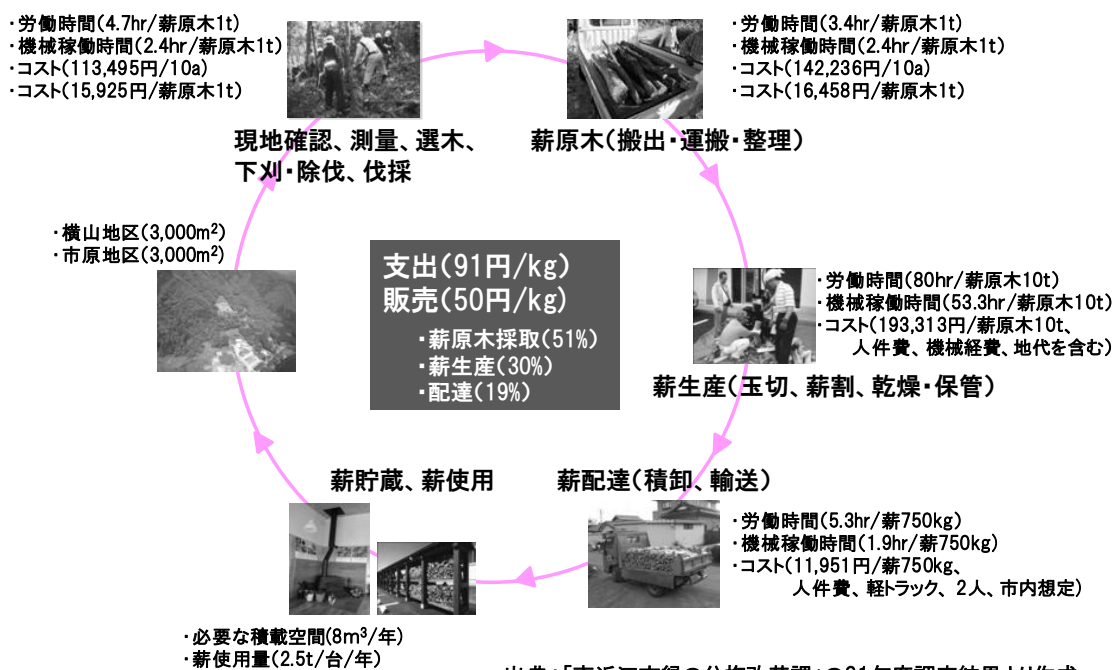 ・労働時間(4.7hr/薪原木1t)
・機械稼働時間(2.4hr/薪原木1t)
・コスト(113,495円/10a)
・コスト(15,925円/薪原木1t)
現地確認、測量、選木、
下刈・除伐、伐採
・労働時間(3.4hr/薪原木1t)
・機械稼働時間(2.4hr/薪原木1t)
・コスト(142,236円/10a)
・コスト(16,458円/薪原木1t)
薪原木(搬出・運搬・整理)
・横山地区(3,000m²)
・市原地区(3,000m²)
支出(91円/kg)
販売(50円/kg)
・薪原木採取(51%)
・薪生産(30%)
・配達(19%)
・労働時間(80hr/薪原木10t)
・機械稼働時間(53.3hr/薪原木10t)
・コスト(193,313円/薪原木10t、
人件費、機械経費、地代を含む)
薪生産(玉切、薪割、乾燥・保管)
薪貯蔵、薪使用
薪配達(積卸、輸送)
・労働時間(5.3hr/薪750kg)
・機械稼働時間(1.9hr/薪750kg)
・コスト(11,951円/薪750kg、
人件費、軽トラック、2人、市内想定)
・必要な積載空間(8m³/年)
・薪使用量(2.5t/台/年)